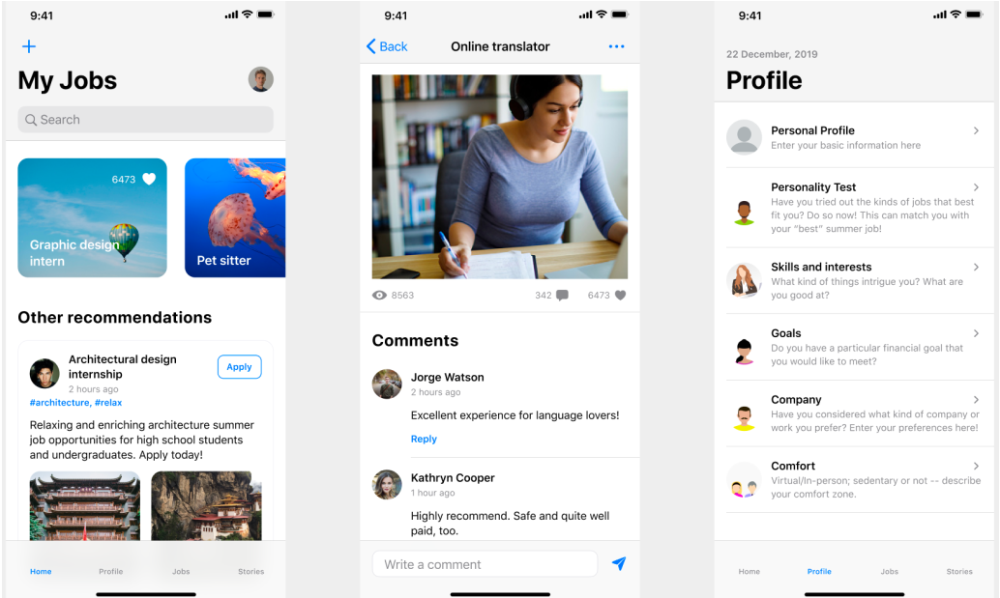 9:41
My Jobs
Search
6473
Graphic design
intern
Pet sitter
Other recommendations
Architectural design
internship
2 hours ago
Apply
#architecture, #relax
Relaxing and enriching architecture summer
job opportunities for high school students
and undergraduates. Apply today!
Home
Profile
Jobs
Stories
9:41
Back
Online translator
8563
342
6473
Comments
Jorge Watson
2 hours ago
Excellent experience for language lovers!
Reply
Kathryn Cooper
1 hour ago
Highly recommend. Safe and quite well
paid, too.
Write a comment
9:41
22 December, 2019
Profile
Personal Profile
Enter your basic information here
Personality Test
Have you tried out the kinds of jobs that best
fit you? Do so now! This can match you with
your “best” summer job!
Skills and interests
What kind of things intrigue you? What are
you good at?
Goals
Do you have a particular financial goal that
you would like to meet?
Company
Have you considered what kind of company or
work you prefer? Enter your preferences here!
Comfort
Virtual/In-person; sedentary or not -- describe
your comfort zone.
Home
Profile
Jobs
Stories